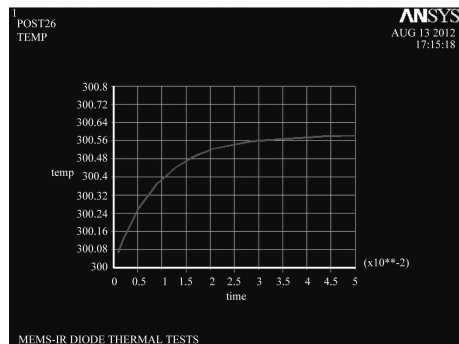 1
POST26
TEMP
ANSYS
AUG 13 2012
17:15:18
300.8
300.72
300.64
300.56
300.48
temp
300.4
300.32
300.24
300.16
300.08
300
0 0.5 1 1.5 2 2.5 3 3.5 4 4.5 5
(x10**-2)
time
MEMS-IR DIODE THERMAL TESTS